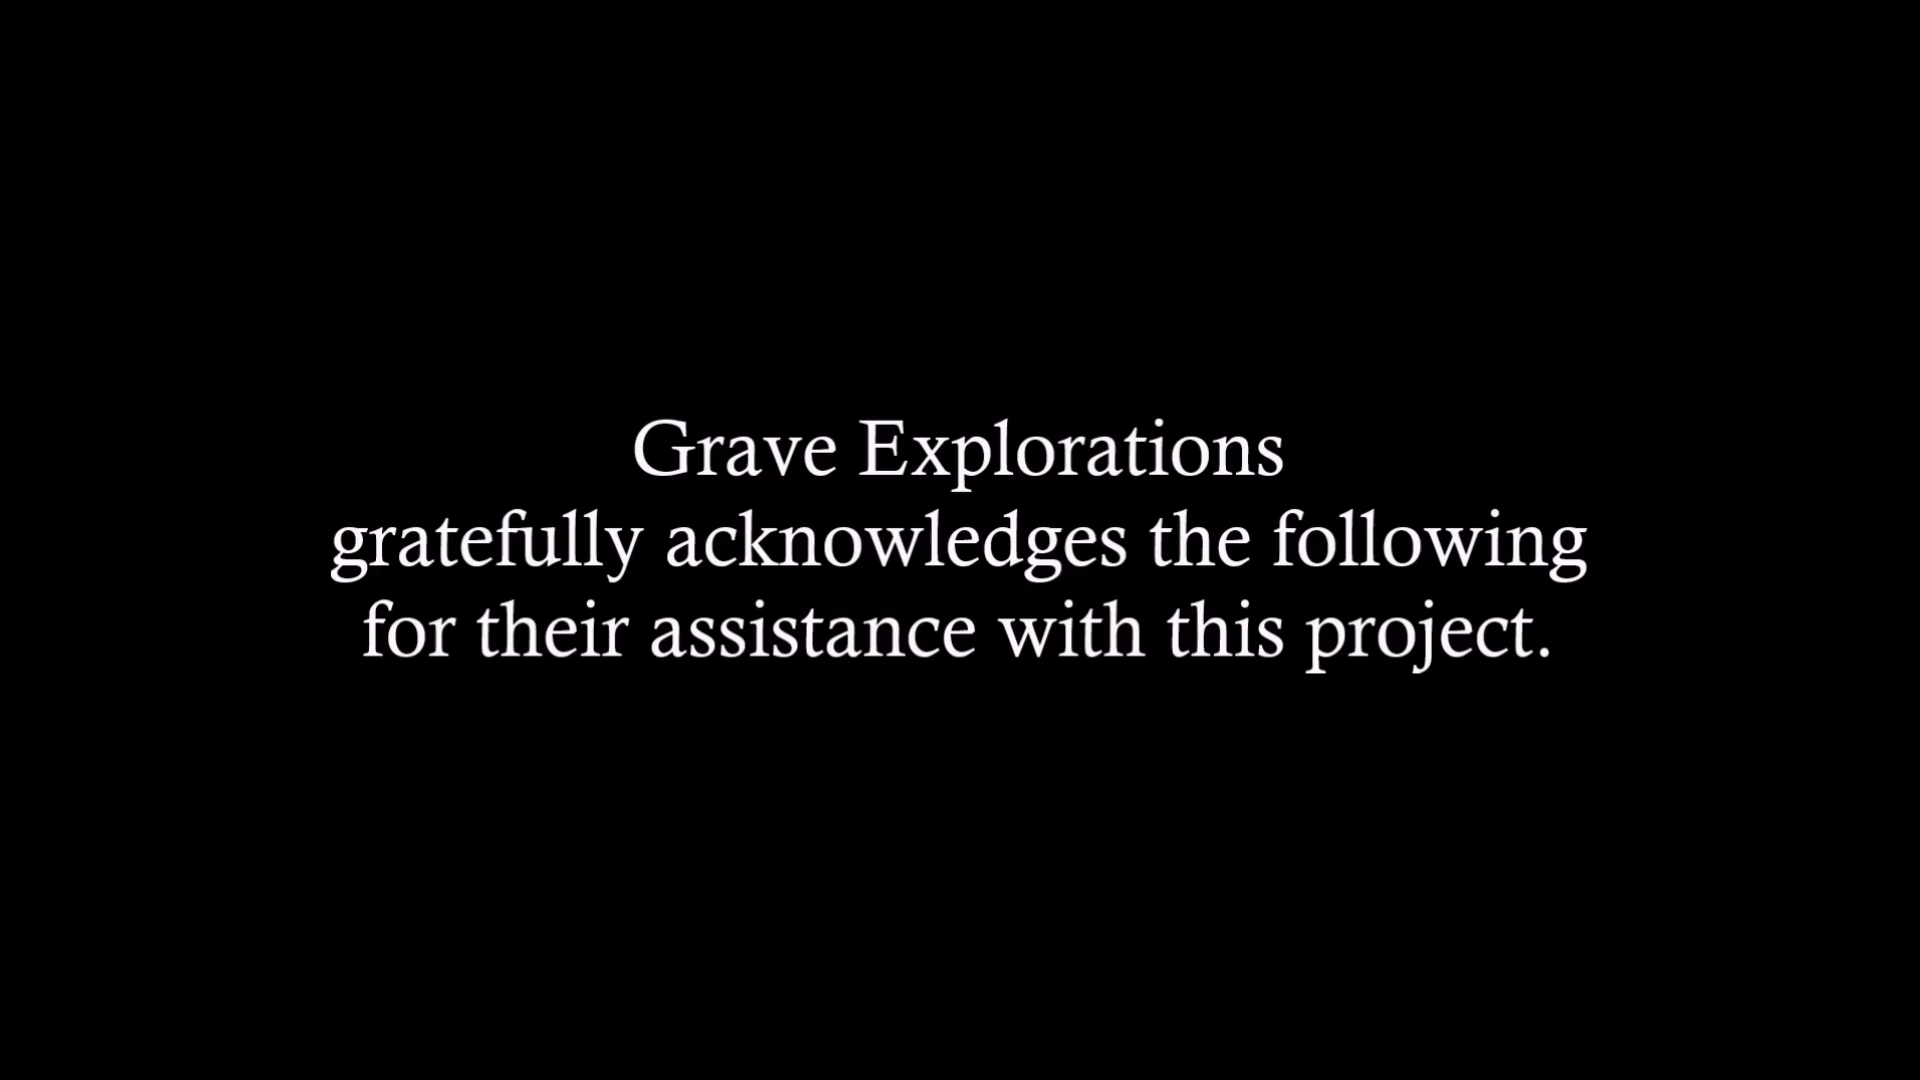 Grave Explorations
gratefully acknowledges the following
for their assistance with this project.